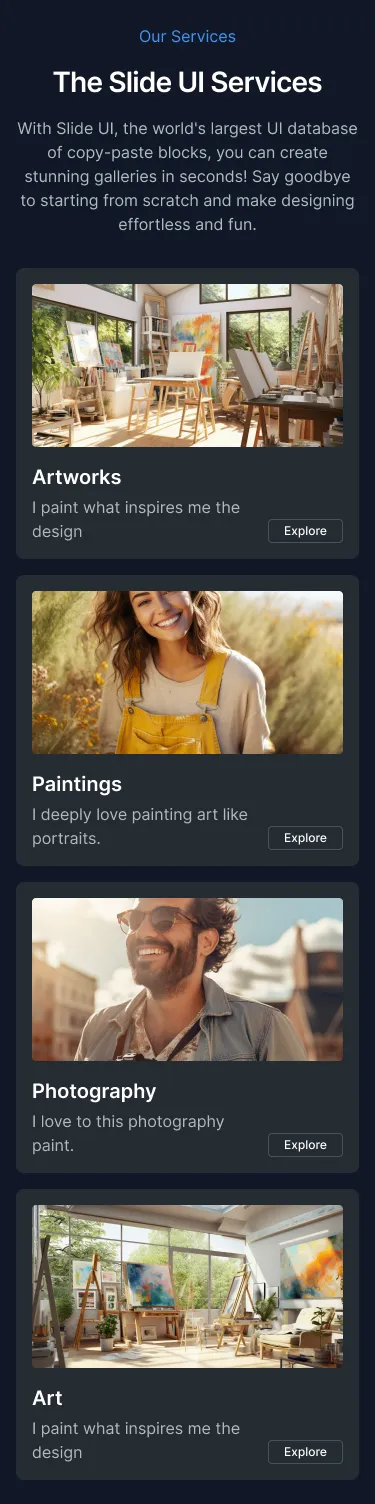 Our Services
The Slide UI Services
With Slide UI, the world's largest UI database
of copy-paste blocks, you can create
stunning galleries in seconds! Say goodbye
to starting from scratch and make designing
effortless and fun.
Artworks
I paint what inspires me the
design
Explore
Paintings
I deeply love painting art like
portraits.
Explore
Photography
I love to this photography
paint.
Explore
Art
I paint what inspires me the
design
Explore